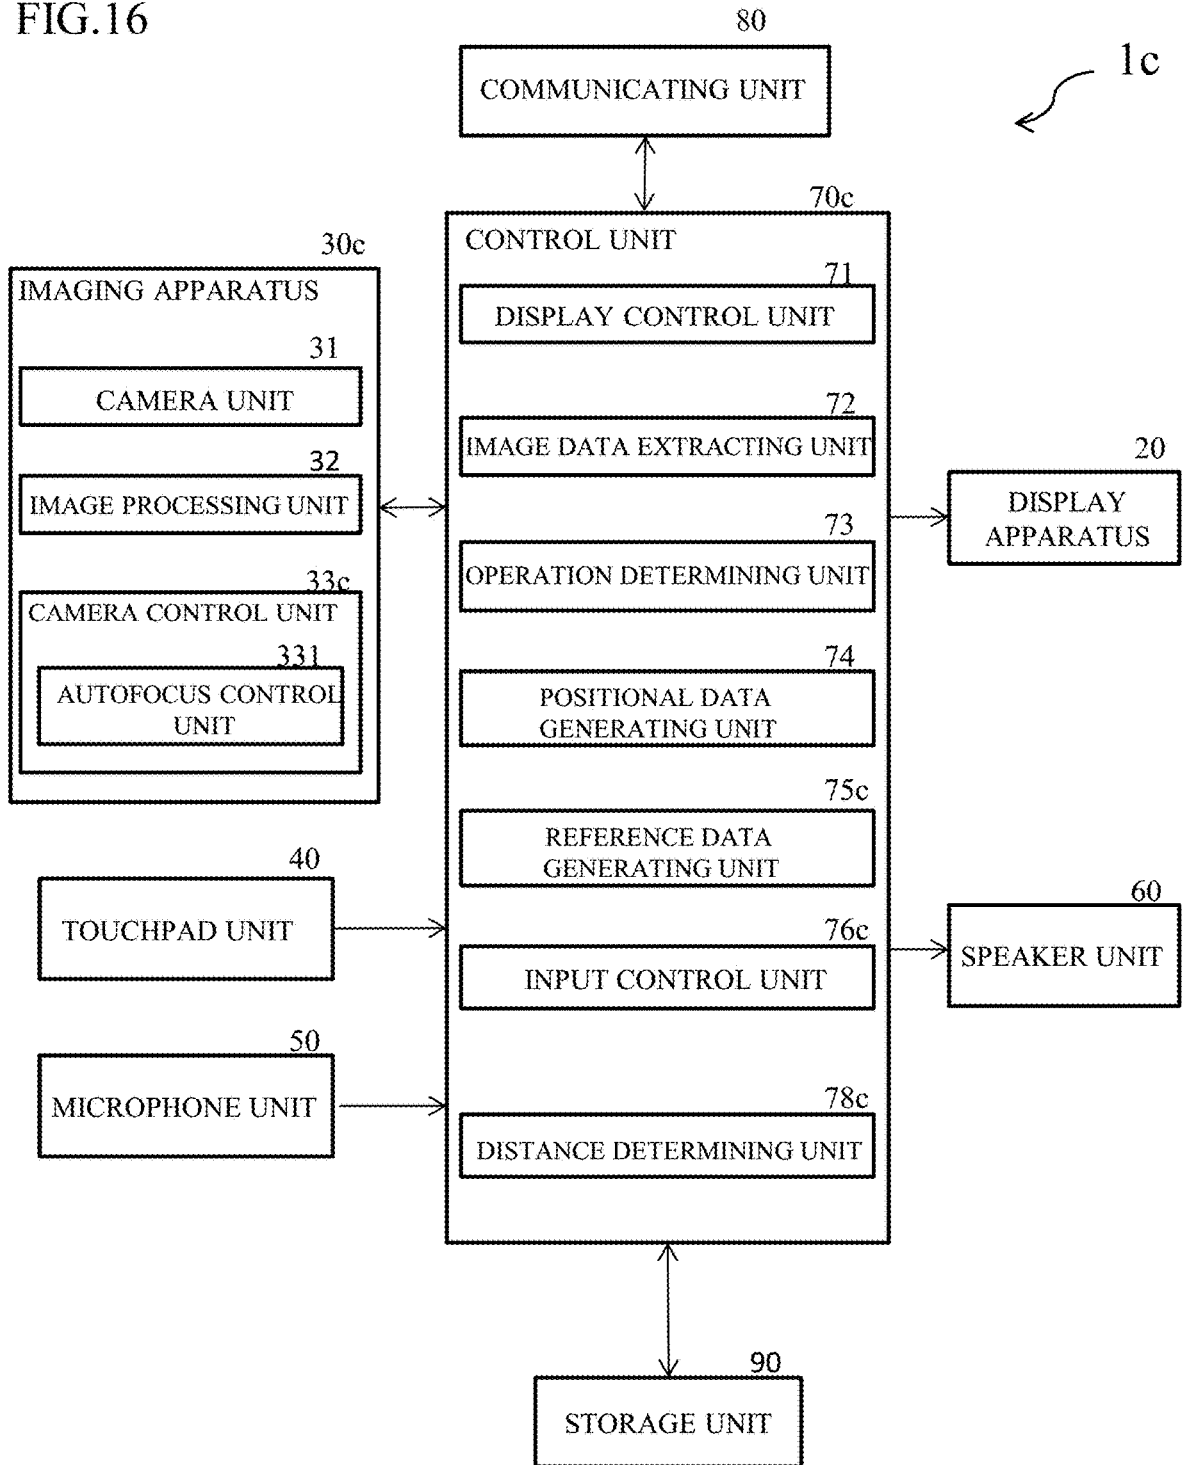 FIG.16
80
COMMUNICATING UNIT
1c
70c
CONTROL UNIT
71
DISPLAY CONTROL UNIT
72
IMAGE DATA EXTRACTING UNIT
73
OPERATION DETERMINING UNIT
74
POSITIONAL DATA
GENERATING UNIT
75c
REFERENCE DATA
GENERATING UNIT
76c
INPUT CONTROL UNIT
78c
DISTANCE DETERMINING UNIT
30c
IMAGING APPARATUS
31
CAMERA UNIT
32
IMAGE PROCESSING UNIT
33c
CAMERA CONTROL UNIT
331
AUTOFOCUS CONTROL
UNIT
40
TOUCHPAD UNIT
50
MICROPHONE UNIT
20
DISPLAY
APPARATUS
60
SPEAKER UNIT
90
STORAGE UNIT